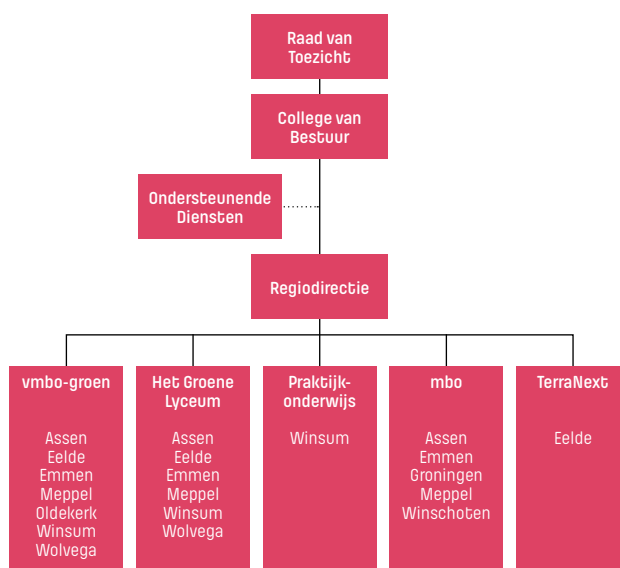 Raad van
Toezicht
College van
Bestuur
Ondersteunende
Diensten
Regiodirectie
vmbo-groen
Assen
Eelde
Emmen
Meppel
Oldekerk
Winsum
Wolvega
Het Groene
Lyceum
Assen
Eelde
Emmen
Meppel
Winsum
Wolvega
Praktijk-
onderwijs
Winsum
mbo
Assen
Emmen
Groningen
Meppel
Winschoten
TerraNext
Eelde